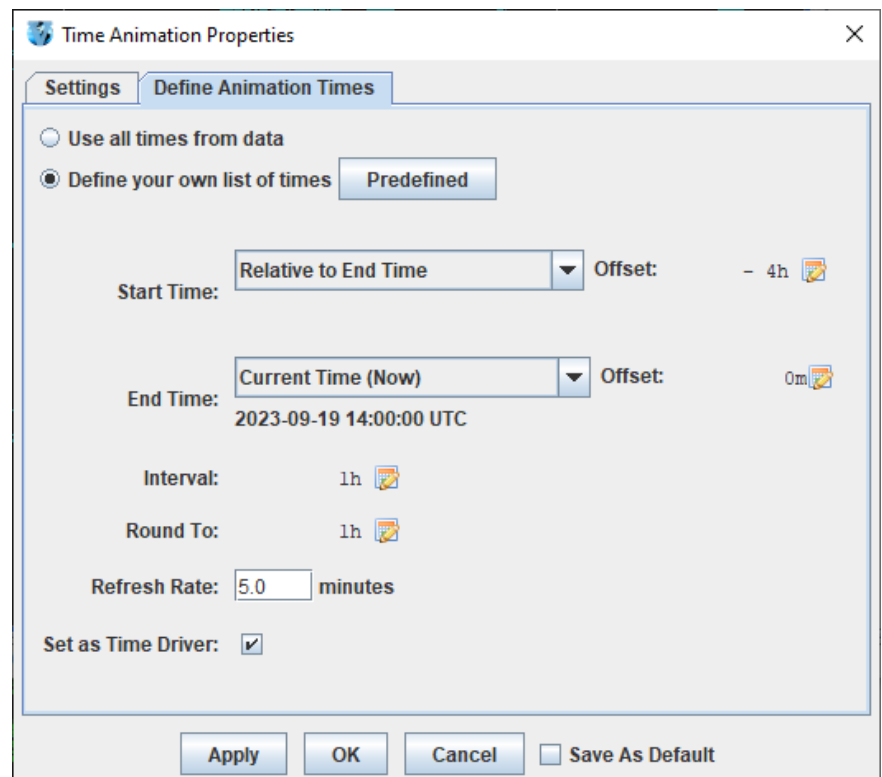 Time Animation Properties
Settings Define Animation Times
Use all times from data
Define your own list of times Predefined
Start Time: Relative to End Time Offset: - 4h
End Time: Current Time (Now) Offset: 0m
2023-09-19 14:00:00 UTC
Interval: 1h
Round To: 1h
Refresh Rate: 5.0 minutes
Set as Time Driver:
Apply OK Cancel Save As Default